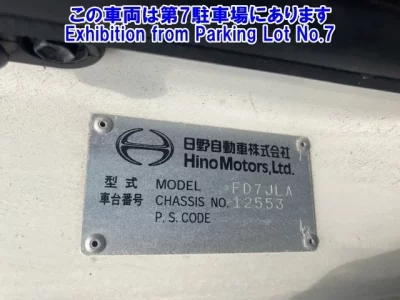 この車両は第7駐車場にあります
Exhibition from Parking Lot No.7
日野自動車株式会社
Hino Motors, Ltd.
型式 MODEL FD7JLA
車台番号 CHASSIS NO. 12553
P.S. CODE